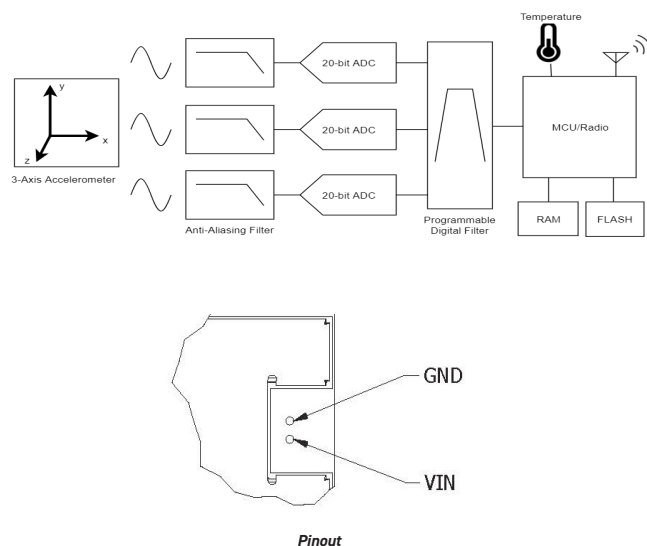 Temperature
y
x
z
3-Axis Accelerometer
20-bit ADC
20-bit ADC
20-bit ADC
Anti-Aliasing Filter
Programmable
Digital Filter
MCU/Radio
RAM
FLASH
GND
VIN
Pinout